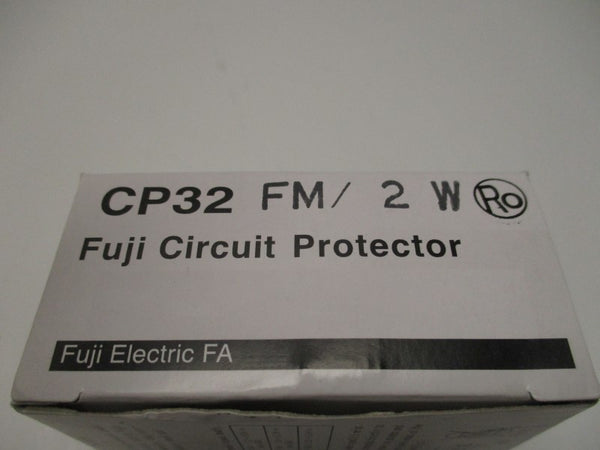 CP32 FM/ 2 W Ro
Fuji Circuit Protector
Fuji Electric FA